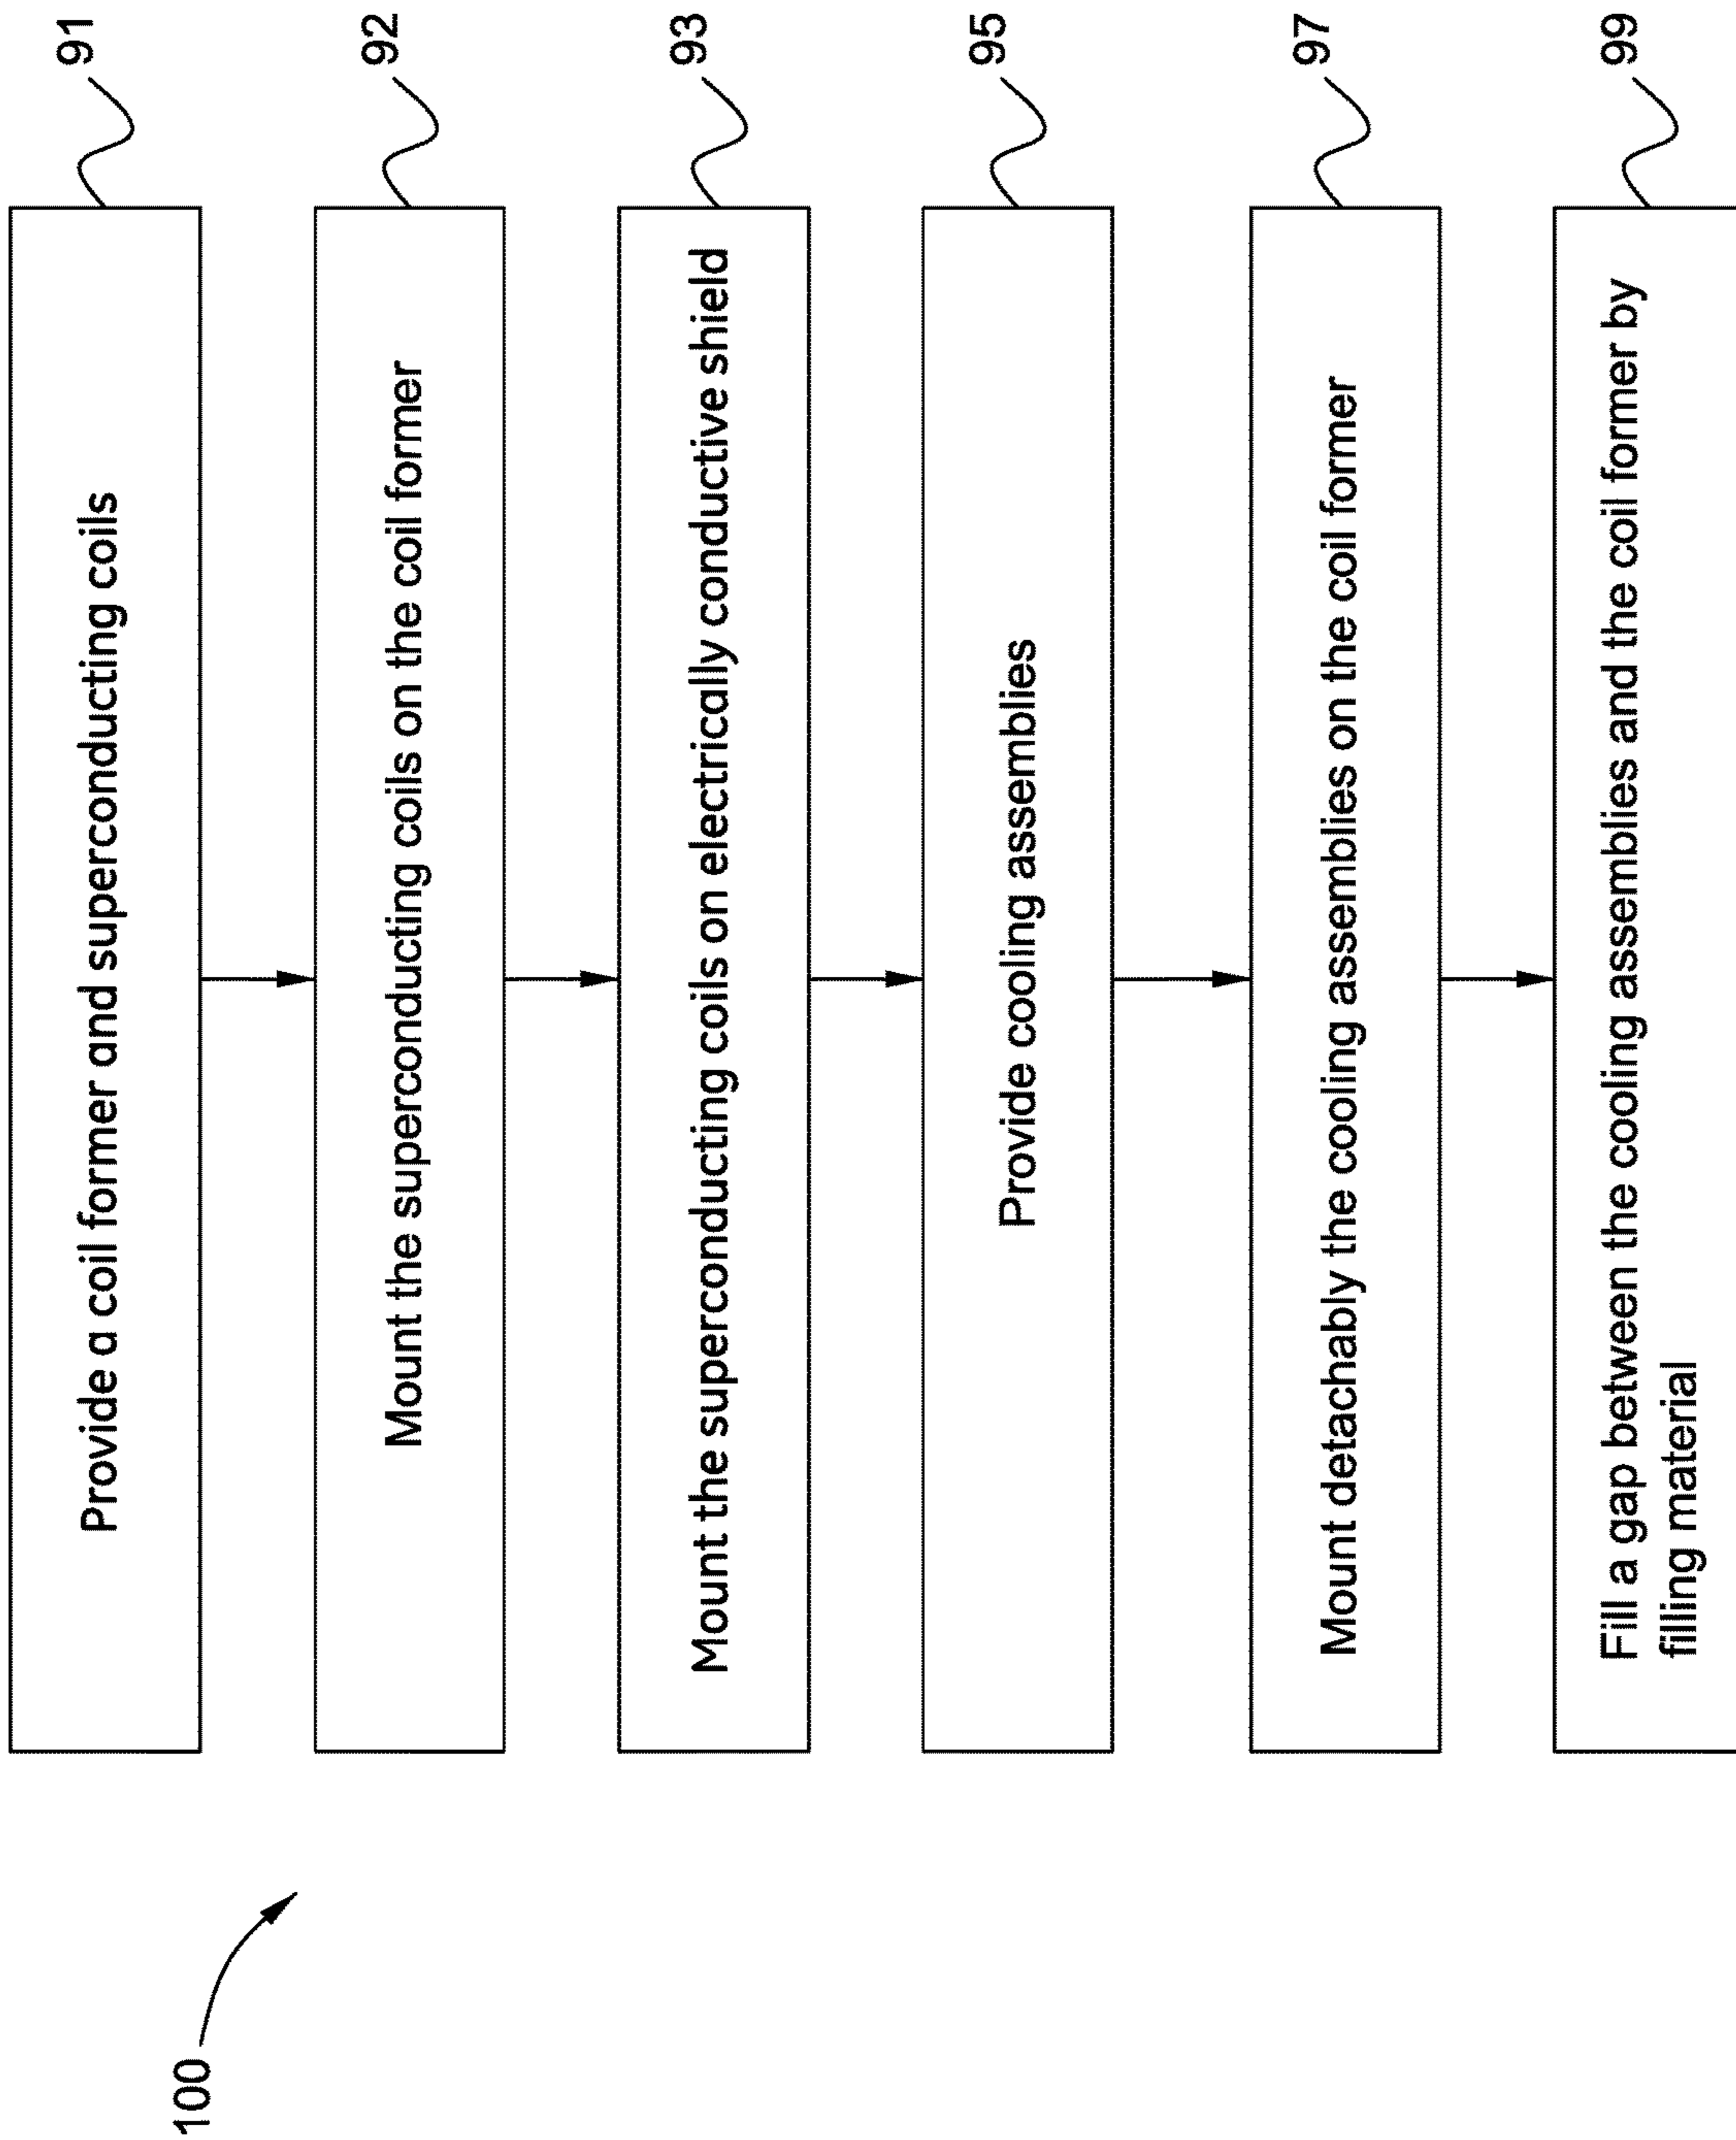 100
Provide a coil former and superconducting coils
91
Mount the superconducting coils on the coil former
92
Mount the superconducting coils on electrically conductive shield
93
Provide cooling assemblies
95
Mount detachably the cooling assemblies on the coil former
97
Fill a gap between the cooling assemblies and the coil former by
filling material
99